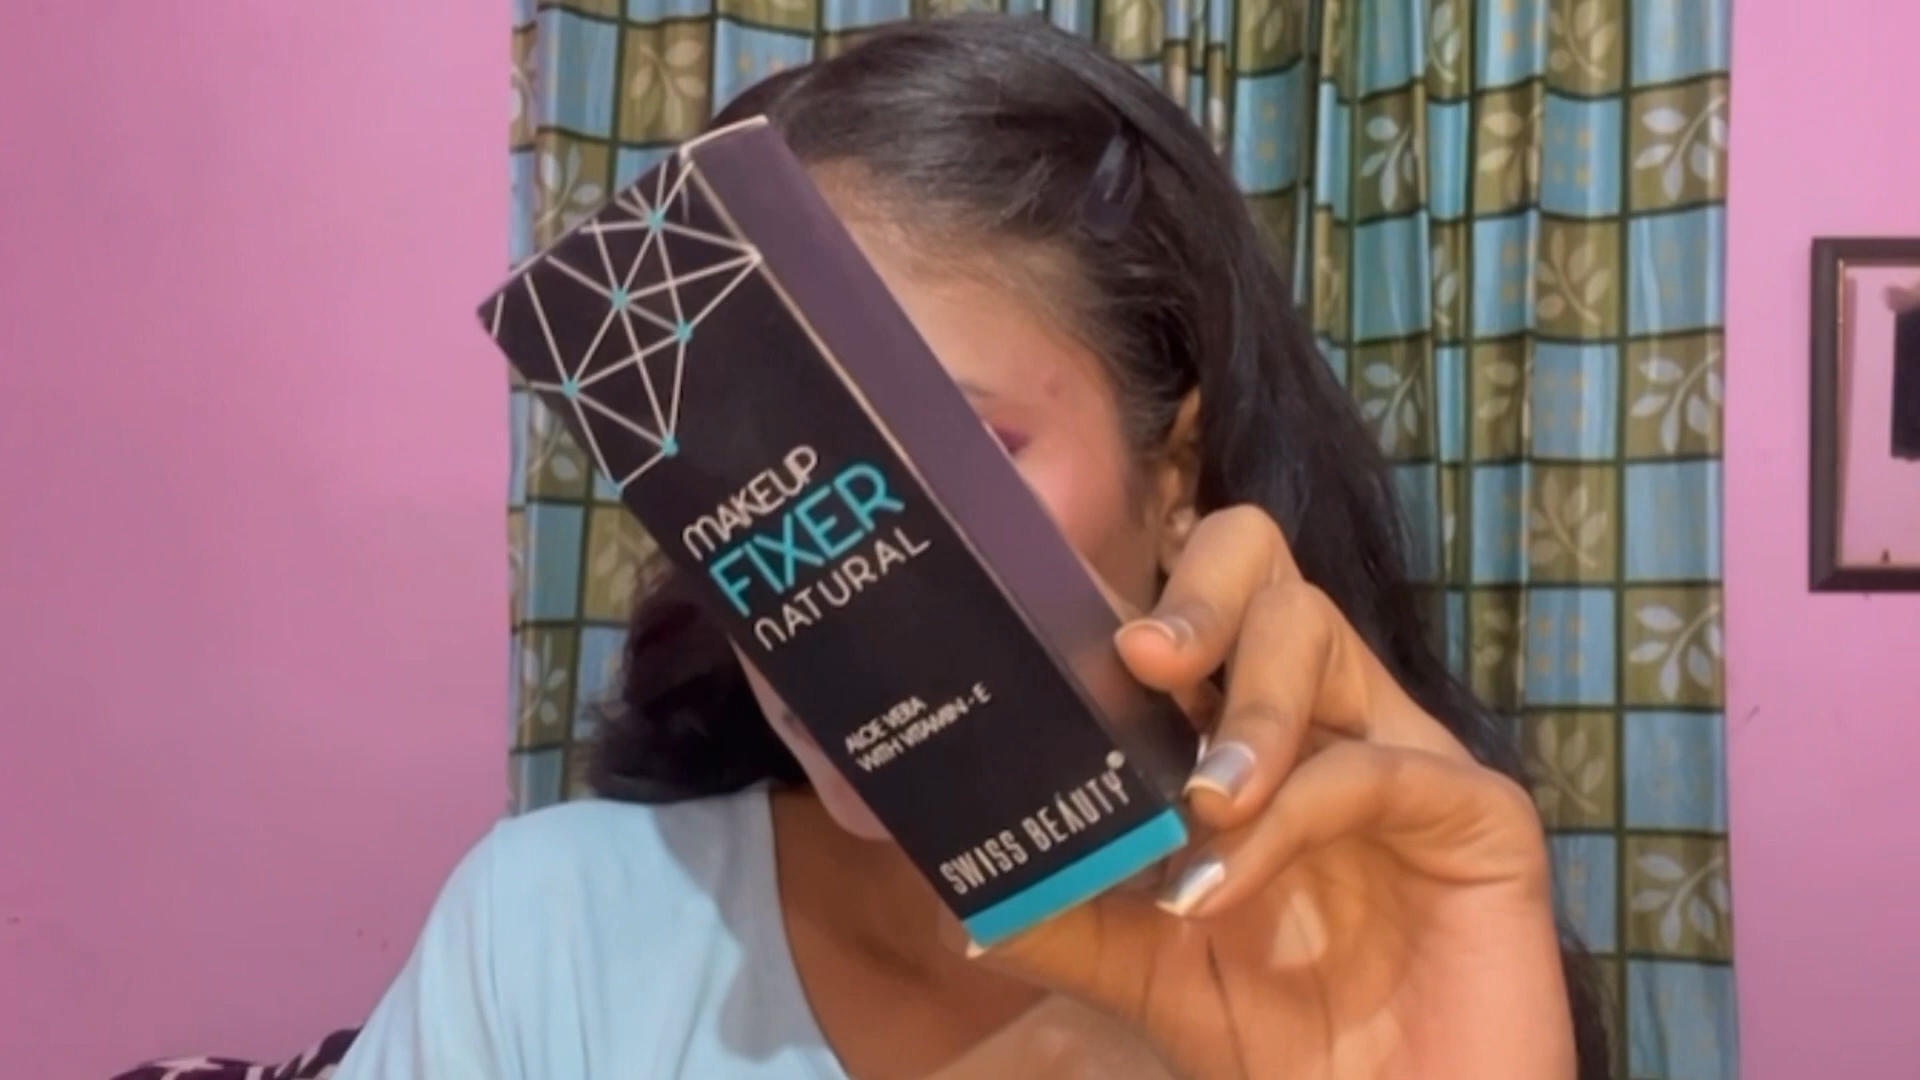 MAKEUP
FIXER
NATURAL
ALOE VERA
WITH VITAMIN - E
SWISS BEAUTY®